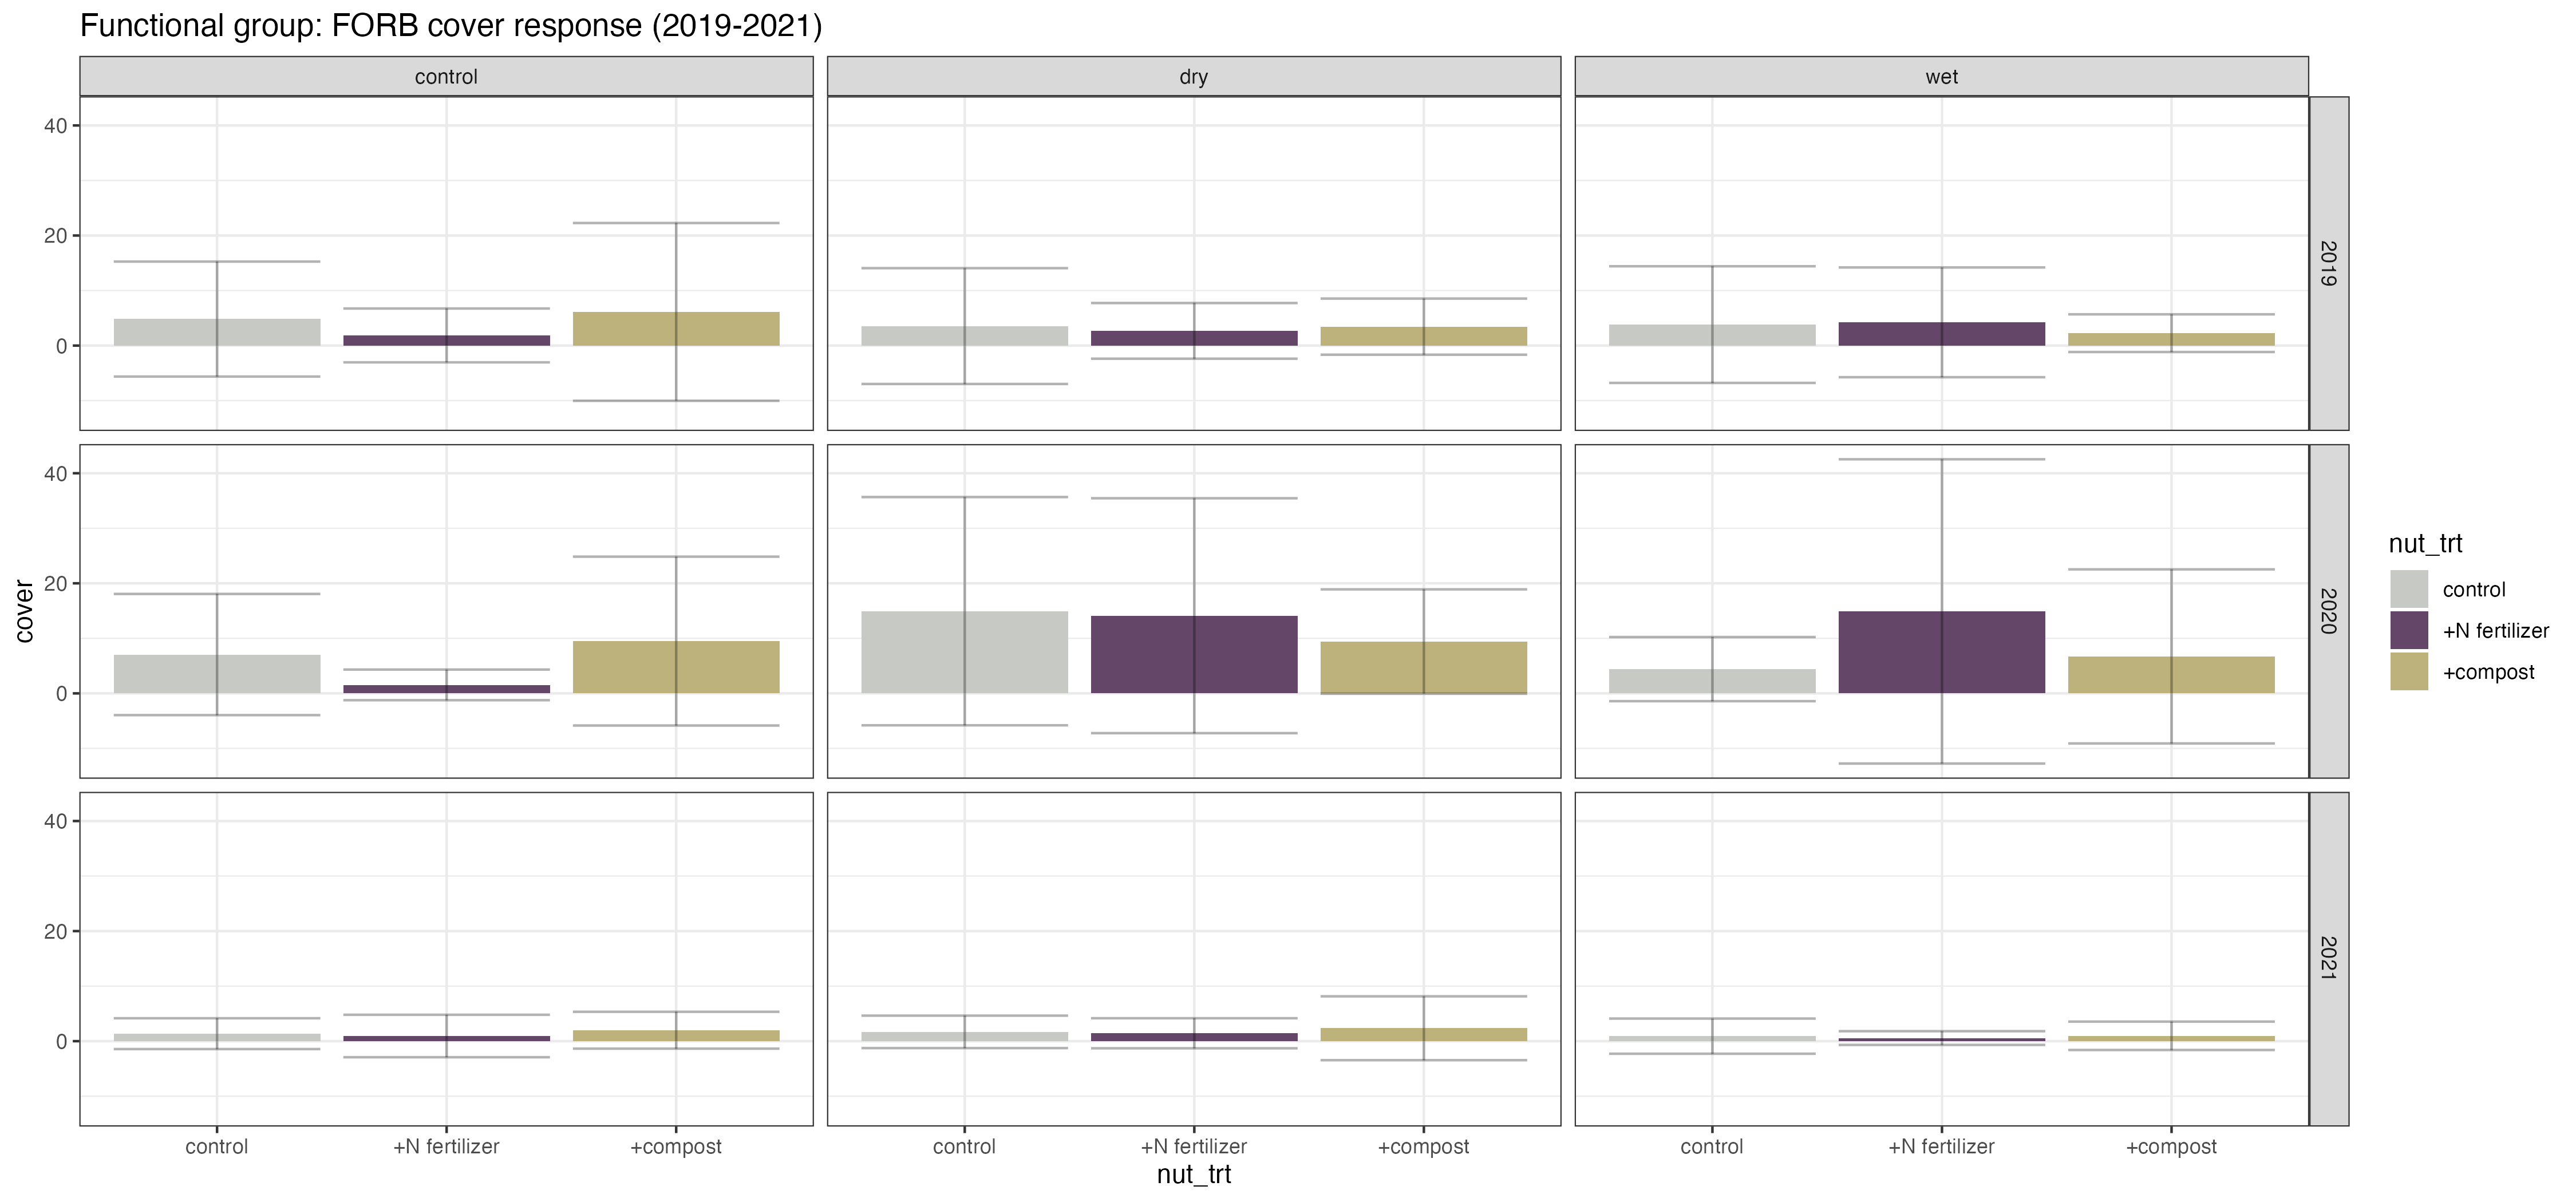 Functional group: FORB cover response (2019-2021)
control
dry
wet
40
20
0
2019
40
20
0
2020
40
20
0
2021
cover
control
+N fertilizer
+compost
control
+N fertilizer
+compost
control
+N fertilizer
+compost
nut_trt
nut_trt
control
+N fertilizer
+compost